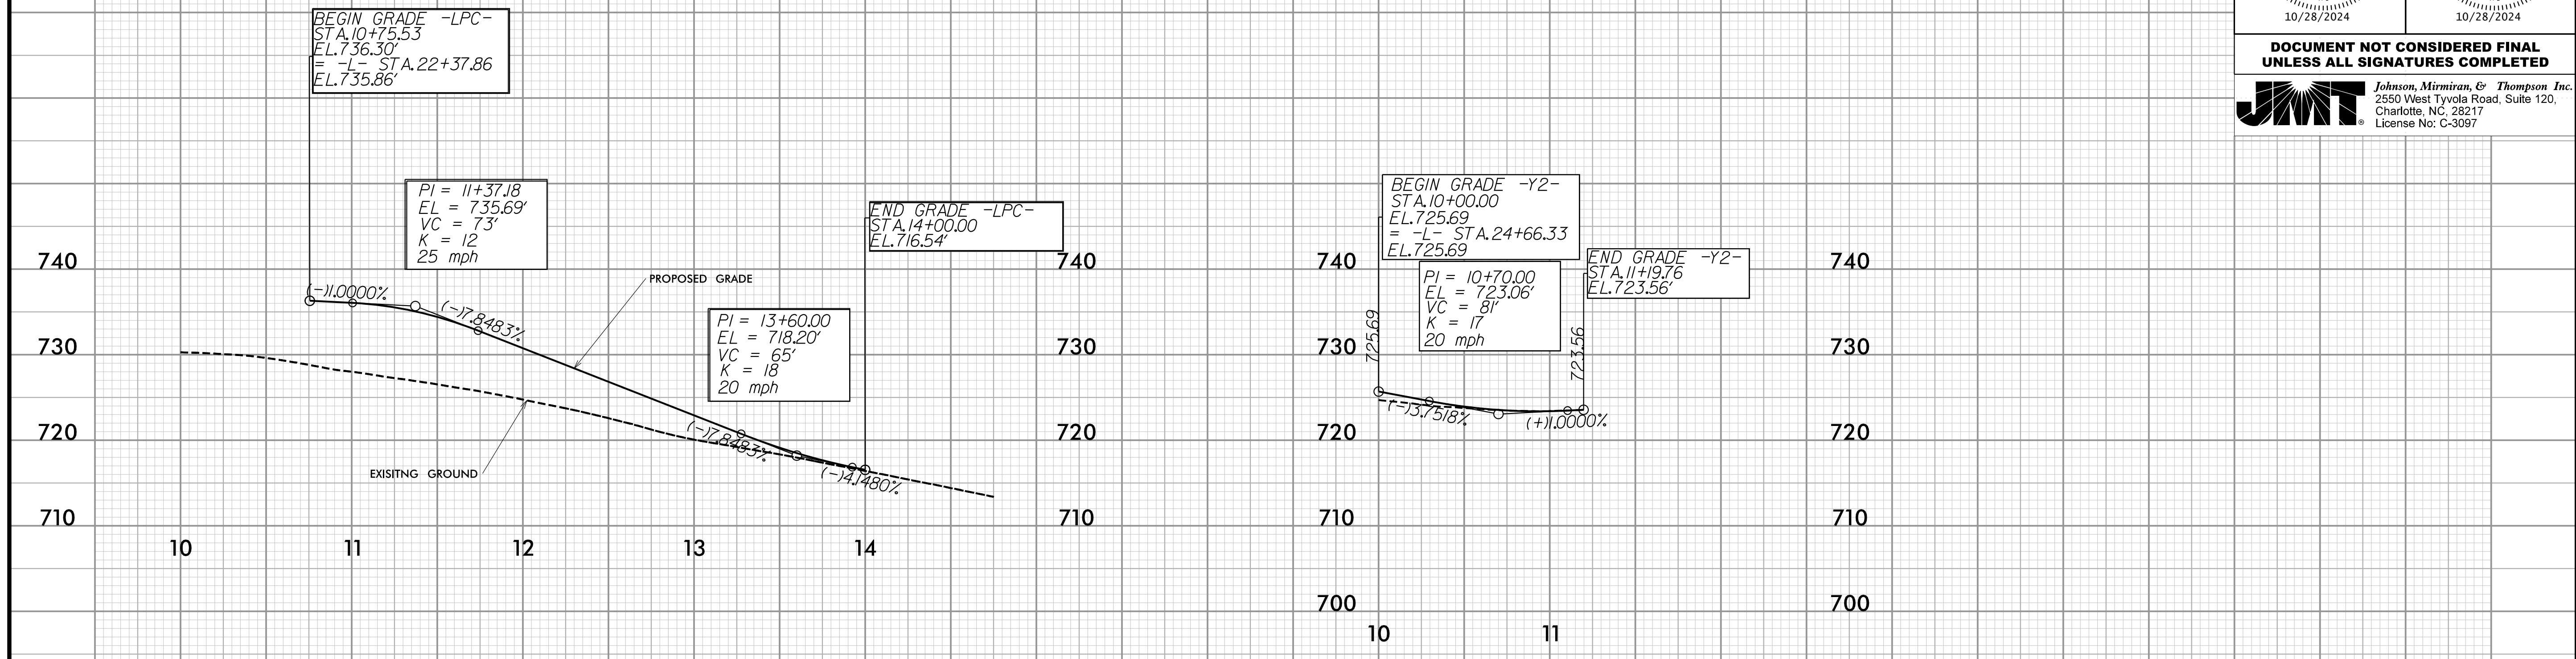 BEGIN GRADE -LPC-
STA.10+75.53
EL.736.30'
= -L- STA.22+37.86
EL.735.86'
PI = 11+37.18
EL = 735.69'
VC = 73'
K = 12
25 mph
END GRADE -LPC-
STA.14+00.00
EL.716.54'
PROPOSED GRADE
PI = 13+60.00
EL = 718.20'
VC = 65'
K = 18
20 mph
(-)1.0000%
(-)7.8483%
(-)7.8483%
(-)4.1480%
EXISITNG GROUND
740
730
720
710
740
730
720
710
10 11 12 13 14
BEGIN GRADE -Y2-
STA.10+00.00
EL.725.69
= -L- STA.24+66.33
EL.725.69
PI = 10+70.00
EL = 723.06'
VC = 81'
K = 17
20 mph
END GRADE -Y2-
STA.11+19.76
EL.723.56'
725.69
723.56
(-)3.7518%
(+)1.0000%
740
730
720
710
700
740
730
720
710
700
10 11
10/28/2024 10/28/2024
DOCUMENT NOT CONSIDERED FINAL
UNLESS ALL SIGNATURES COMPLETED
JMT®
Johnson, Mirmiran, & Thompson Inc.
2550 West Tyvola Road, Suite 120,
Charlotte, NC, 28217
License No: C-3097